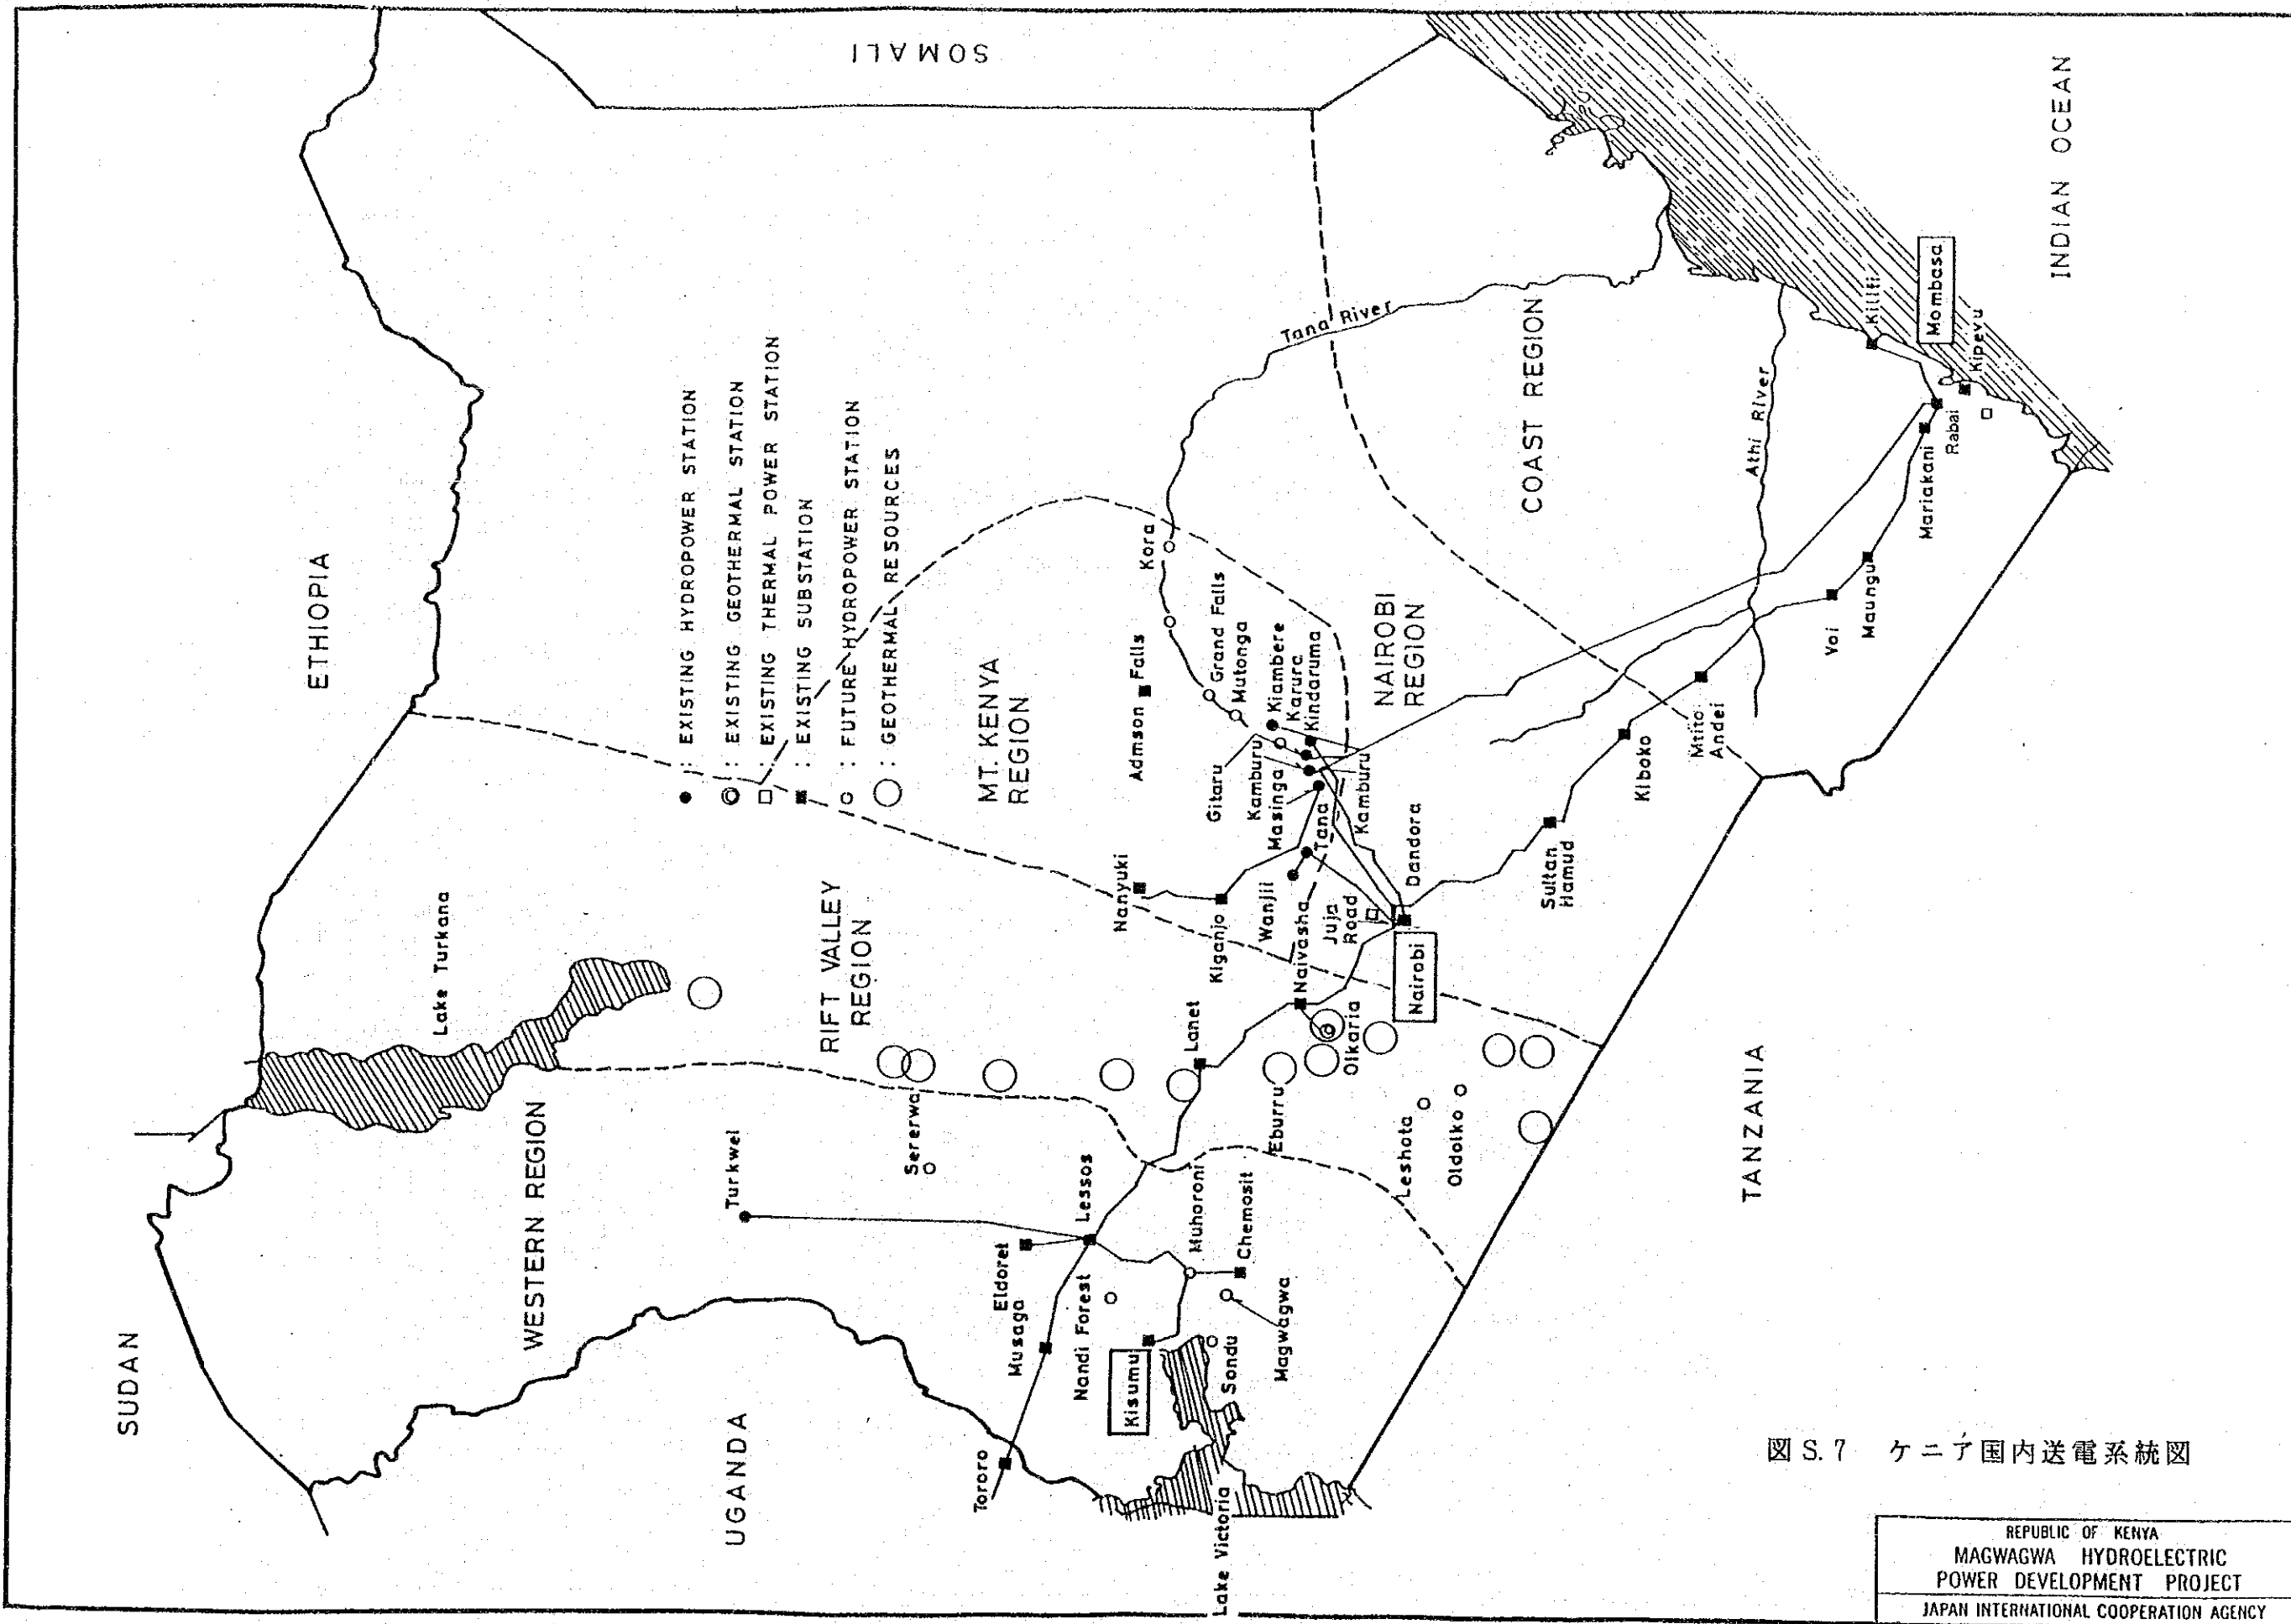 SUDAN
ETHIOPIA
SOMALI
UGANDA
TANZANIA
INDIAN OCEAN
Lake Turkana
Lake Victoria
WESTERN REGION
RIFT VALLEY
REGION
MT. KENYA
REGION
NAIROBI
REGION
COAST REGION
● : EXISTING HYDROPOWER STATION
◎ : EXISTING GEOTHERMAL STATION
□ : EXISTING THERMAL POWER STATION
■ : EXISTING SUBSTATION
○ : FUTURE HYDROPOWER STATION
◯ : GEOTHERMAL RESOURCES
Turkwel
Sererwa
Eldoret
Musaga
Lessos
Tororo
Nandi Forest
Kisumu
Muhoroni
Chemosit
Sondu
Magwagwa
Lanet
Eburru
Olkaria
Naivasha
Leshota
Oldoiko
Nanyuki
Kiganjo
Wanjii
Tana
Juja
Road
Nairobi
Dandora
Admson Falls
Kora
Grand Falls
Mutonga
Kiambere
Karura
Kindaruma
Gitaru
Kamburu
Masinga
Kamburu
Tana River
Athi River
Sultan
Hamud
Kiboko
Mtito
Andei
Voi
Maungu
Mariakani
Rabai
Kilifi
Mombasa
Kipevu
図 S. 7 ケニア国内送電系統図
REPUBLIC OF KENYA
MAGWAGWA HYDROELECTRIC
POWER DEVELOPMENT PROJECT
JAPAN INTERNATIONAL COOPERATION AGENCY